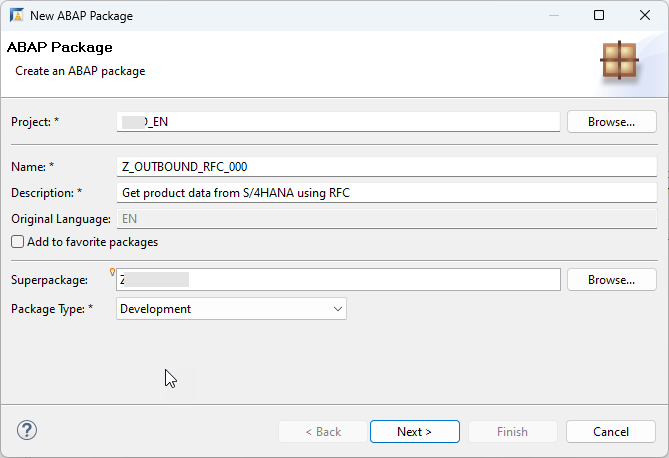 New ABAP Package
ABAP Package
Create an ABAP package
Project: * _EN Browse...
Name: * Z_OUTBOUND_RFC_000
Description: * Get product data from S/4HANA using RFC
Original Language: EN
Add to favorite packages
Superpackage: Z Browse...
Package Type: * Development
? < Back Next > Finish Cancel